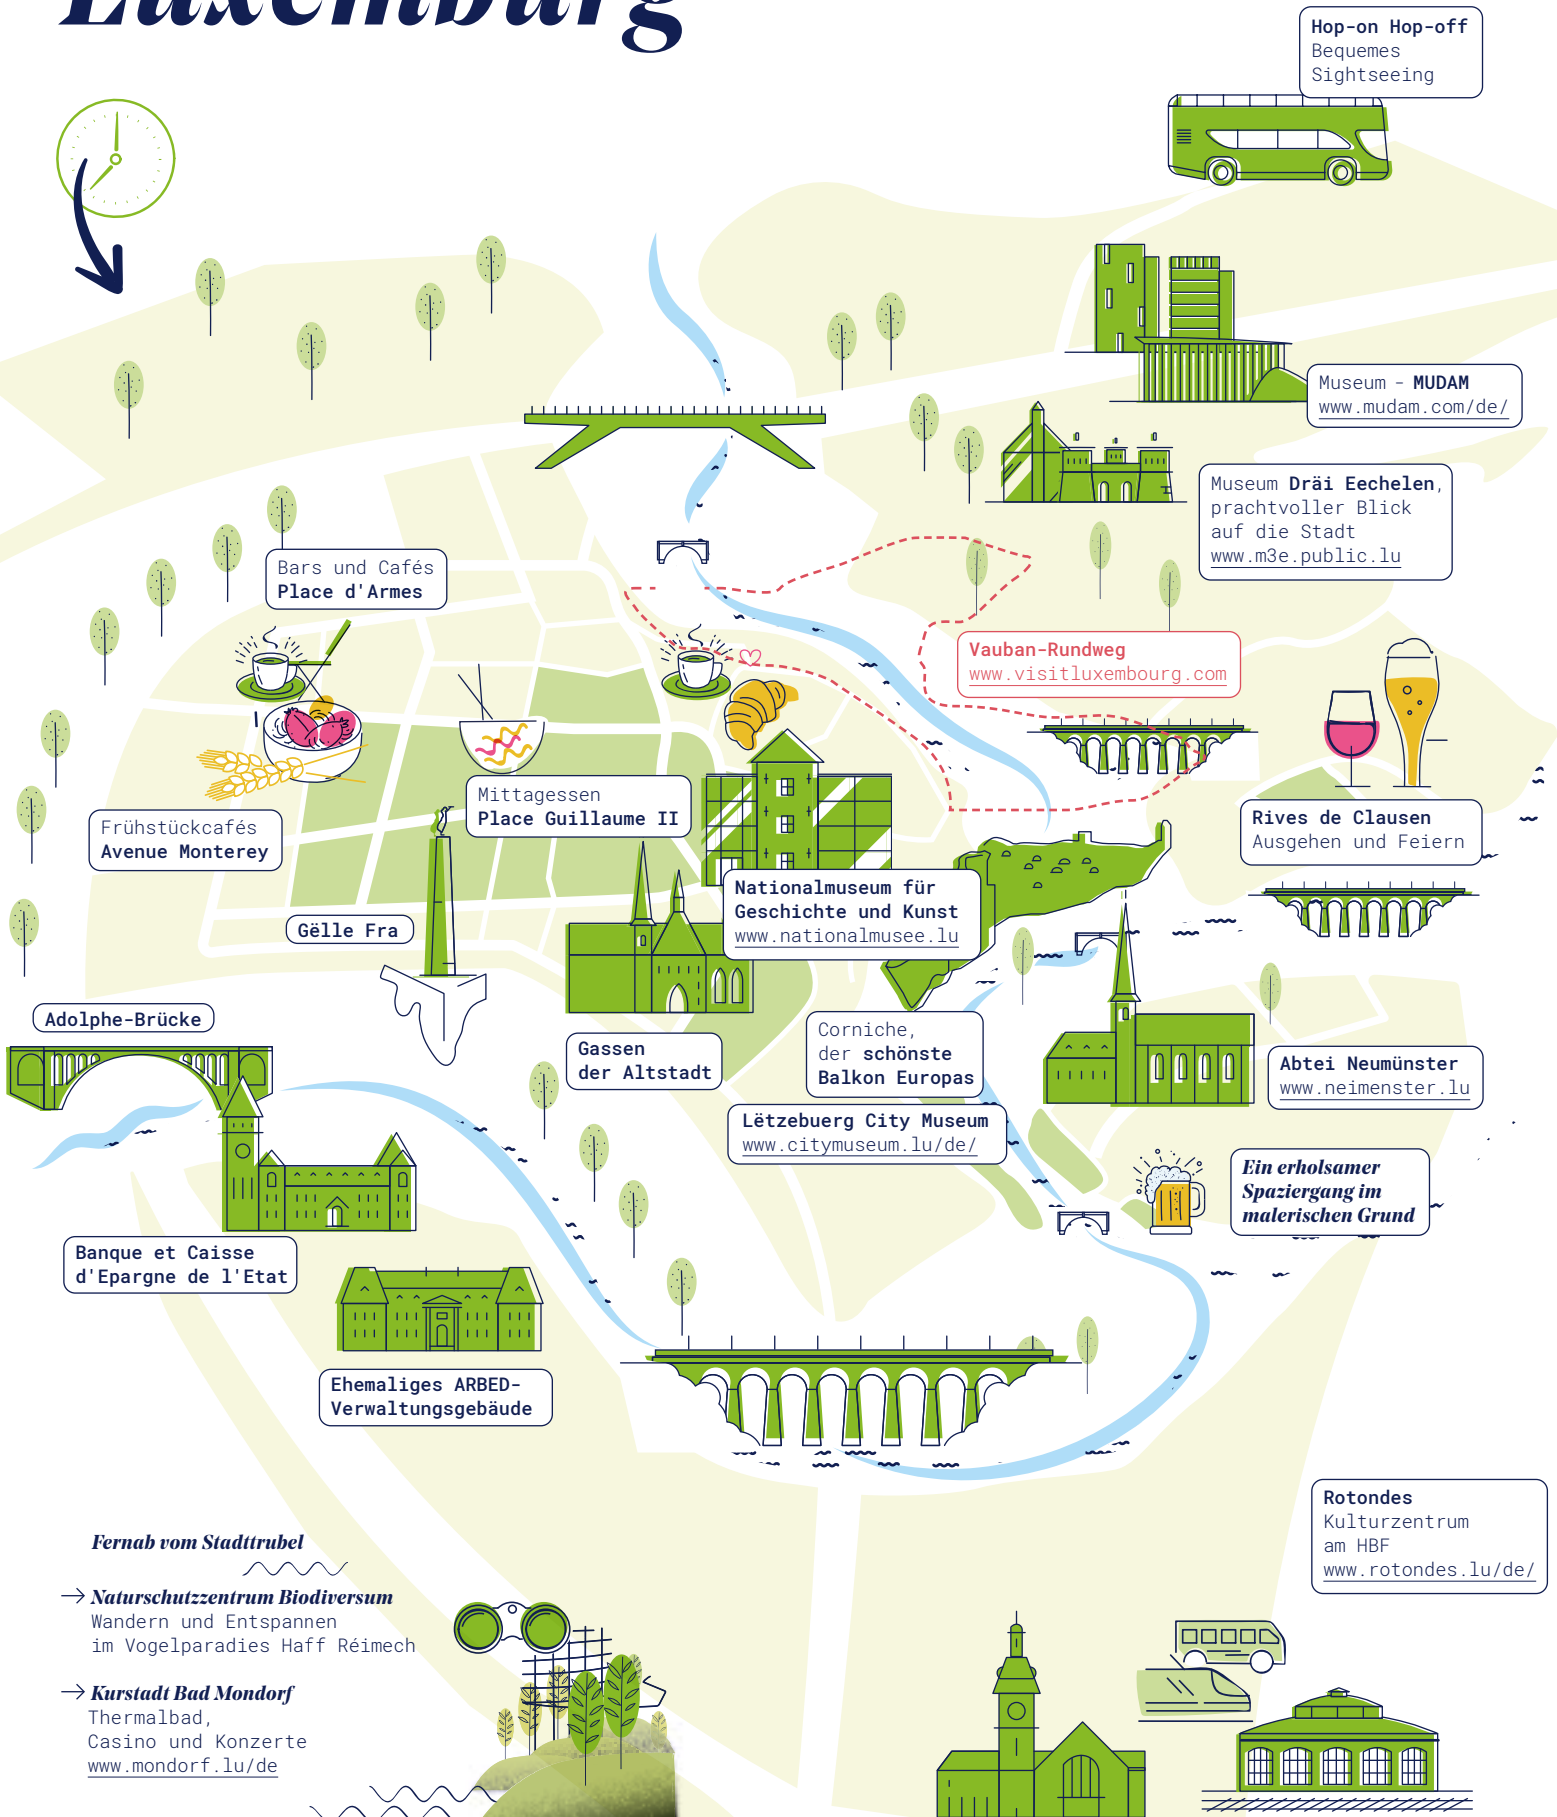 Luxemburg
Hop-on Hop-off
Bequemes
Sightseeing
Museum - MUDAM
www.mudam.com/de/
Museum Dräi Eechelen,
prachtvoller Blick
auf die Stadt
www.m3e.public.lu
Bars und Cafés
Place d'Armes
Vauban-Rundweg
www.visitluxembourg.com
Mittagessen
Place Guillaume II
Frühstückcafés
Avenue Monterey
Rives de Clausen
Ausgehen und Feiern
Nationalmuseum für
Geschichte und Kunst
www.nationalmusee.lu
Gëlle Fra
Adolphe-Brücke
Gassen
der Altstadt
Corniche,
der schönste
Balkon Europas
Abtei Neumünster
www.neimenster.lu
Lëtzebuerg City Museum
www.citymuseum.lu/de/
Ein erholsamer
Spaziergang im
malerischen Grund
Banque et Caisse
d'Epargne de l'Etat
Ehemaliges ARBED-
Verwaltungsgebäude
Rotondes
Kulturzentrum
am HBF
www.rotondes.lu/de/
Fernab vom Stadttrubel
Naturschutzzentrum Biodiversum
Wandern und Entspannen
im Vogelparadies Haff Réimech
Kurstadt Bad Mondorf
Thermalbad,
Casino und Konzerte
www.mondorf.lu/de